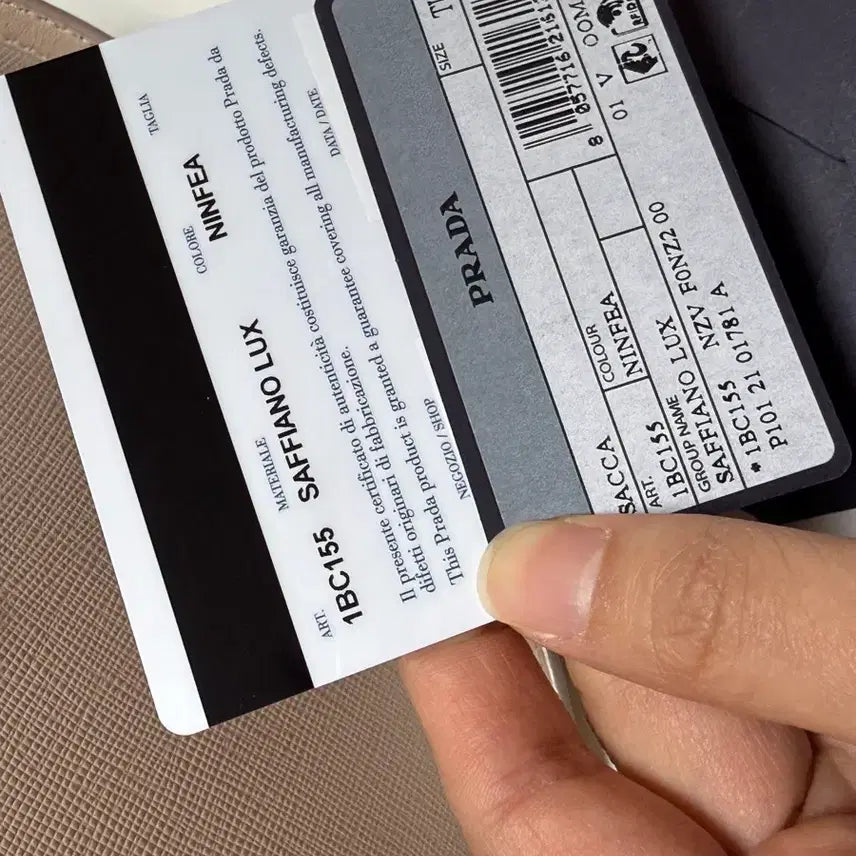 TAGLIA
COLORE
NINFEA
MATERIALE
SAFFIANO LUX
ART.
1BC155
Il presente certificato di autenticità costituisce garanzia del prodotto Prada da
difetti originari di fabbricazione.
This Prada product is granted a guarantee covering all manufacturing defects.
NEGOZIO / SHOP
DATA / DATE
PRADA
SIZE
SACCA
COLOUR
NINFEA
ART.
1BC155
GROUP NAME
SAFFIANO LUX
*1BC155 NZV F0NZ2 00
P101 21 01781 A
01 V OOM